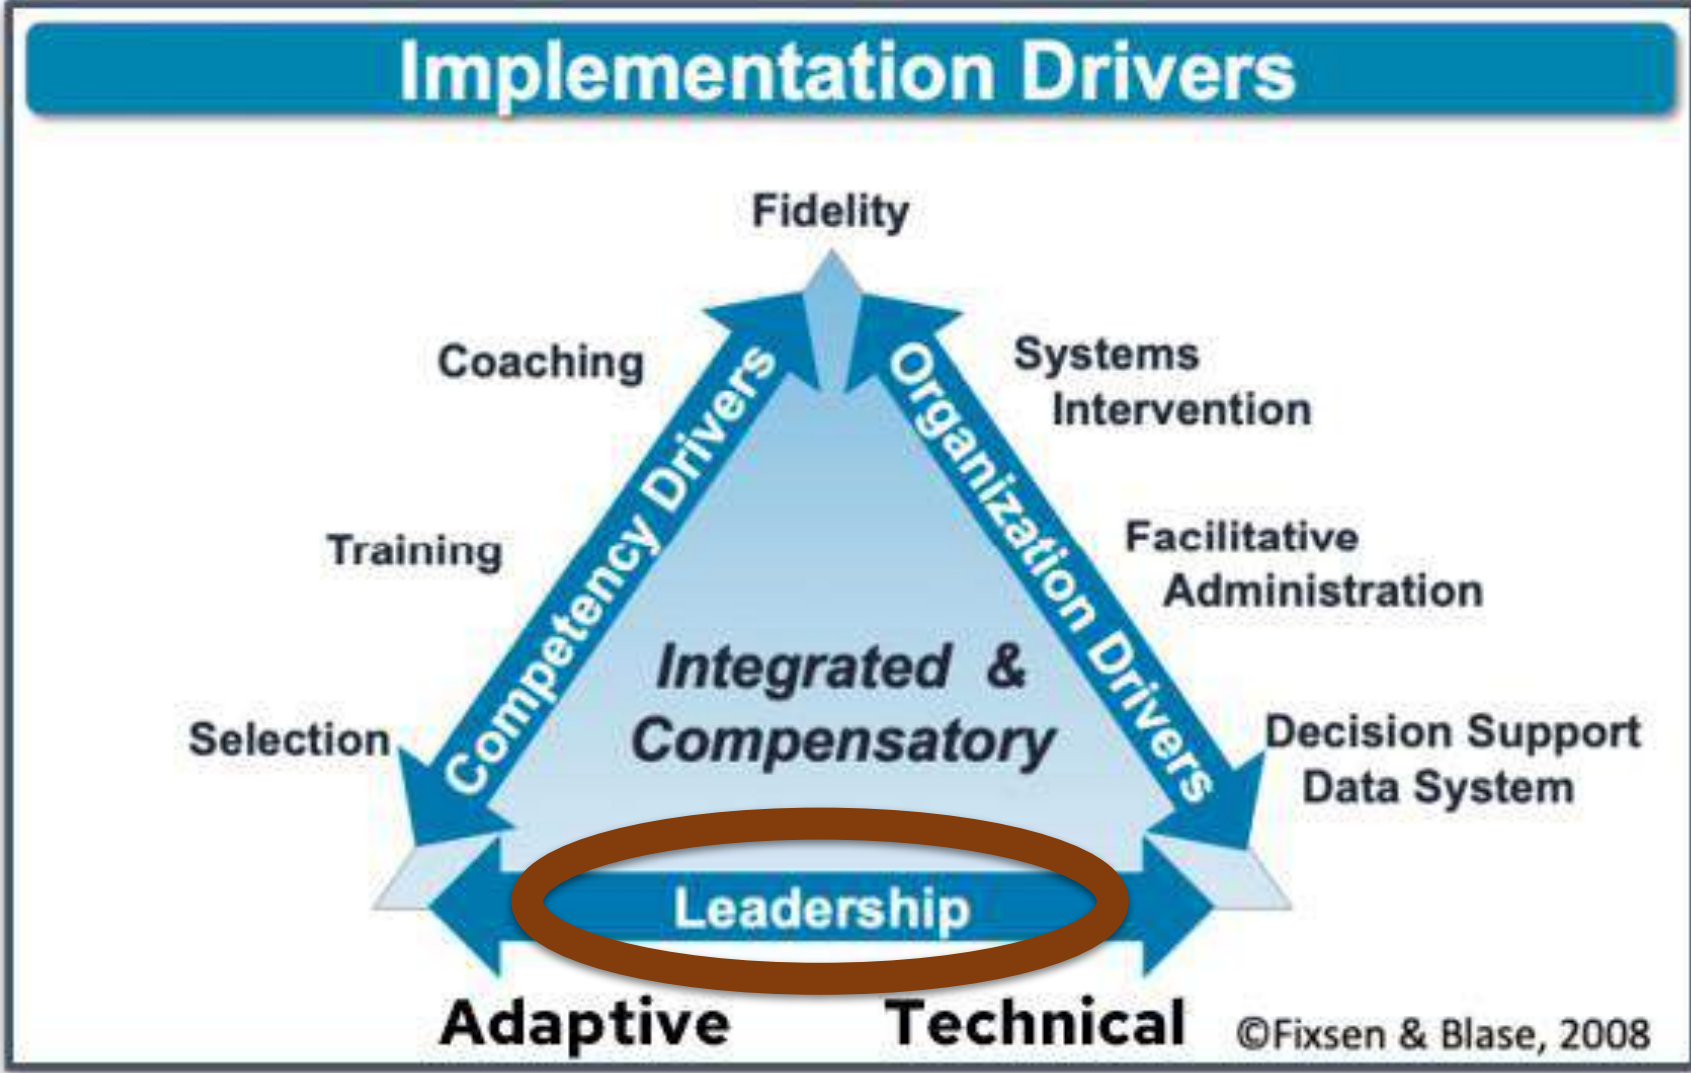 Implementation Drivers
Fidelity
Coaching
Systems
Intervention
Training
Facilitative
Administration
Selection
Decision Support
Data System
Competency Drivers
Organization Drivers
Integrated &
Compensatory
Leadership
Adaptive
Technical
©Fixsen & Blase, 2008